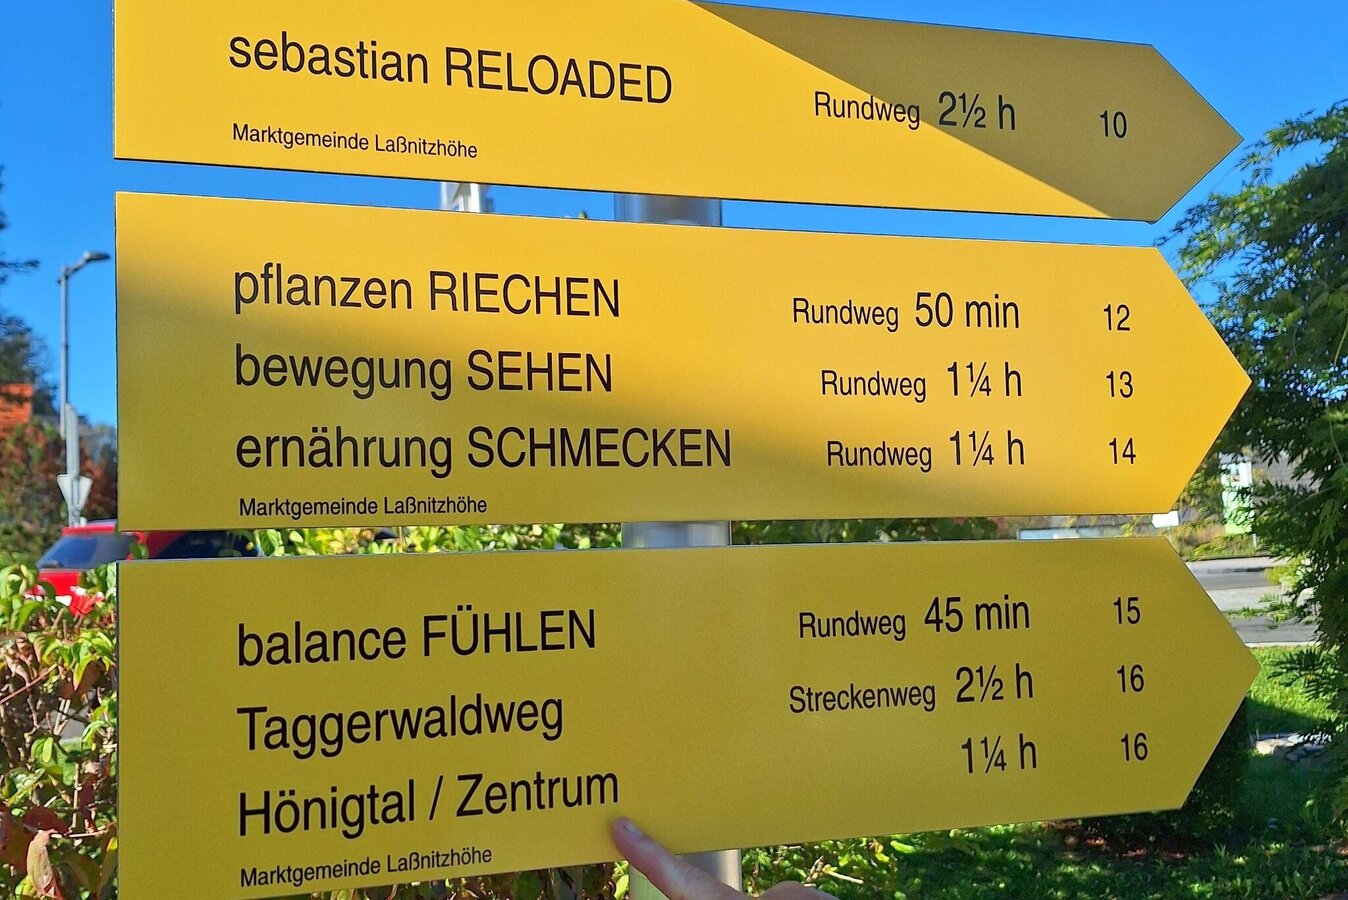 sebastian RELOADED Rundweg 2½ h 10
Marktgemeinde Laßnitzhöhe
pflanzen RIECHEN Rundweg 50 min 12
bewegung SEHEN Rundweg 1¼ h 13
ernährung SCHMECKEN Rundweg 1¼ h 14
Marktgemeinde Laßnitzhöhe
balance FÜHLEN Rundweg 45 min 15
Taggerwaldweg Streckenweg 2½ h 16
Hönigtal / Zentrum 1¼ h 16
Marktgemeinde Laßnitzhöhe